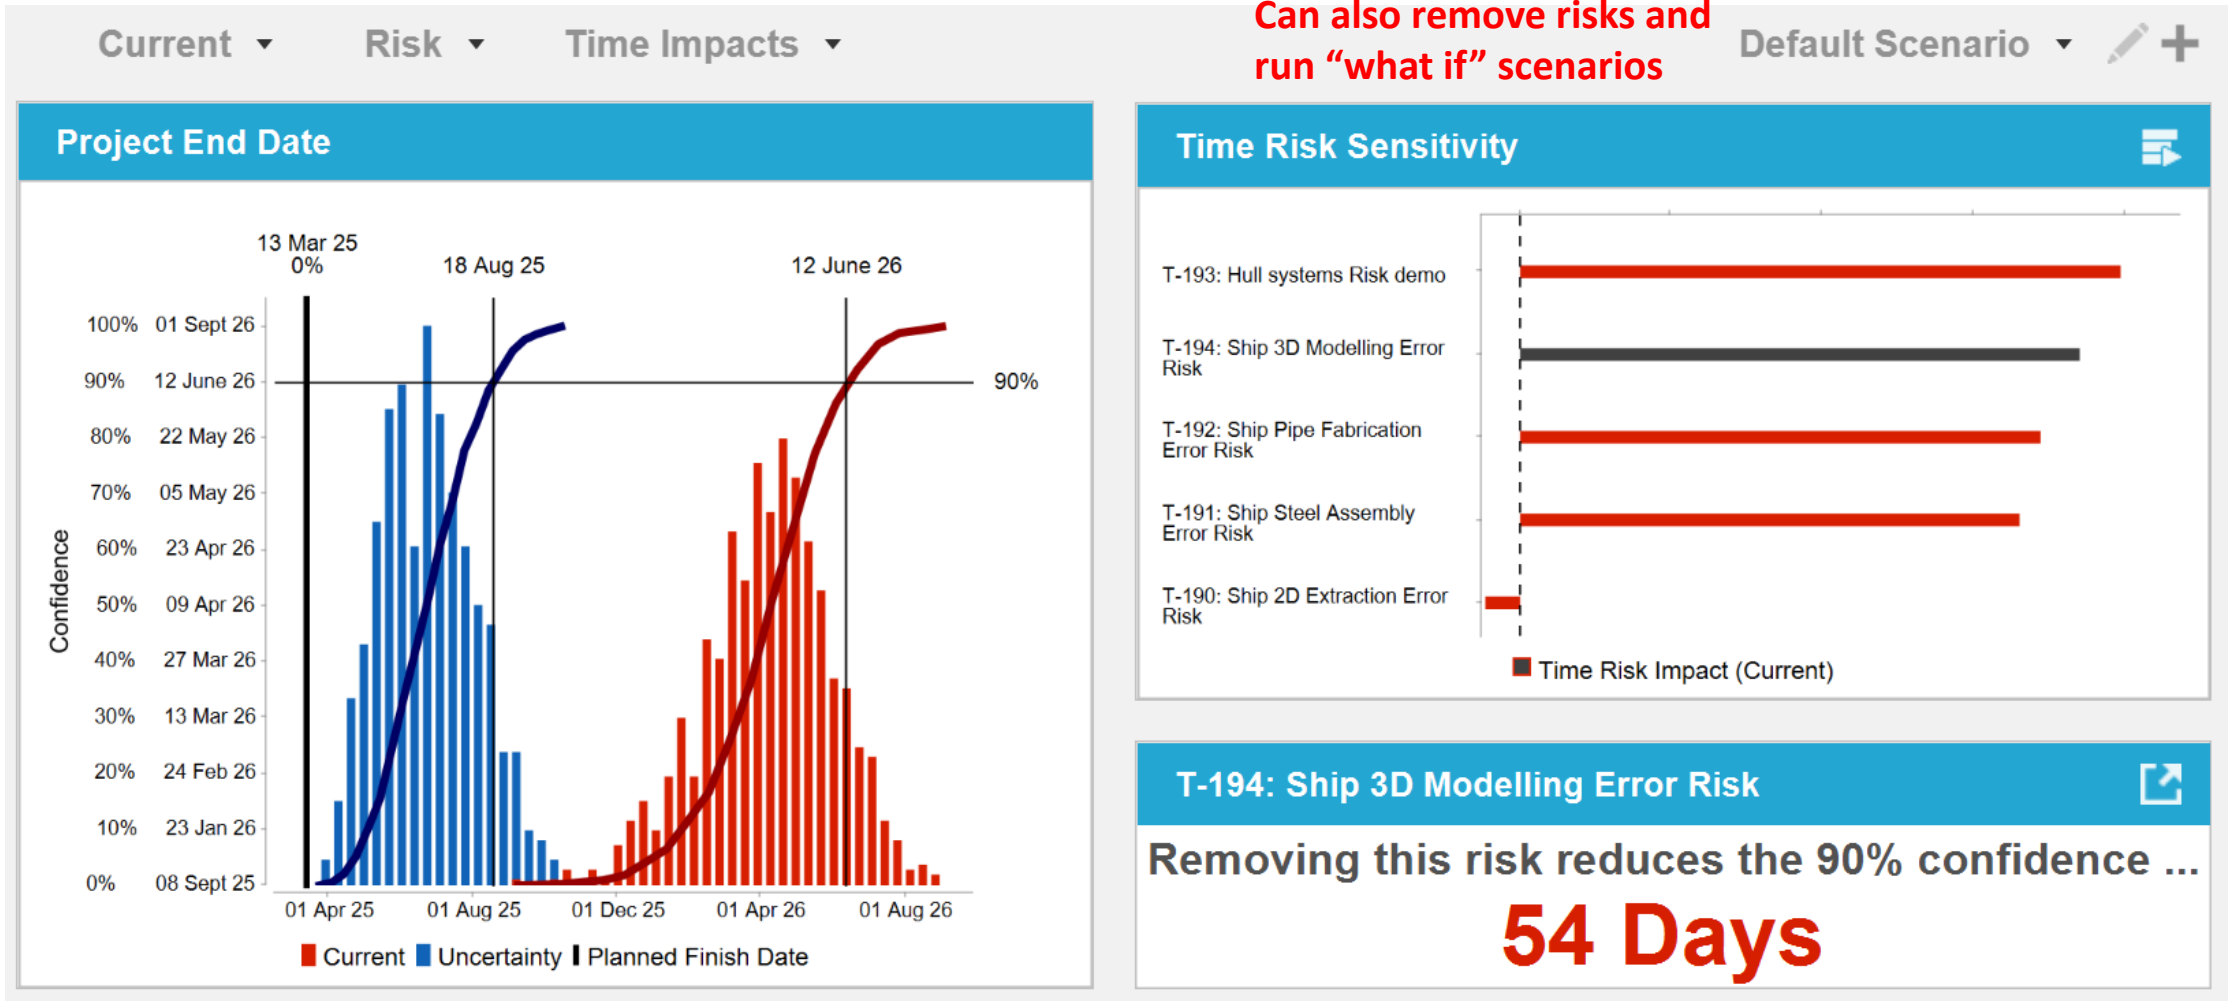 Can also remove risks and
run “what if” scenarios
Current
Risk
Time Impacts
Default Scenario
Project End Date
13 Mar 25
0%
18 Aug 25
12 June 26
100% 01 Sept 26
90% 12 June 26
90%
80% 22 May 26
70% 05 May 26
60% 23 Apr 26
50% 09 Apr 26
40% 27 Mar 26
30% 13 Mar 26
20% 24 Feb 26
10% 23 Jan 26
0% 08 Sept 25
Confidence
01 Apr 25
01 Aug 25
01 Dec 25
01 Apr 26
01 Aug 26
Current
Uncertainty
Planned Finish Date
Time Risk Sensitivity
T-193: Hull systems Risk demo
T-194: Ship 3D Modelling Error
Risk
T-192: Ship Pipe Fabrication
Error Risk
T-191: Ship Steel Assembly
Error Risk
T-190: Ship 2D Extraction Error
Risk
Time Risk Impact (Current)
T-194: Ship 3D Modelling Error Risk
Removing this risk reduces the 90% confidence ...
54 Days